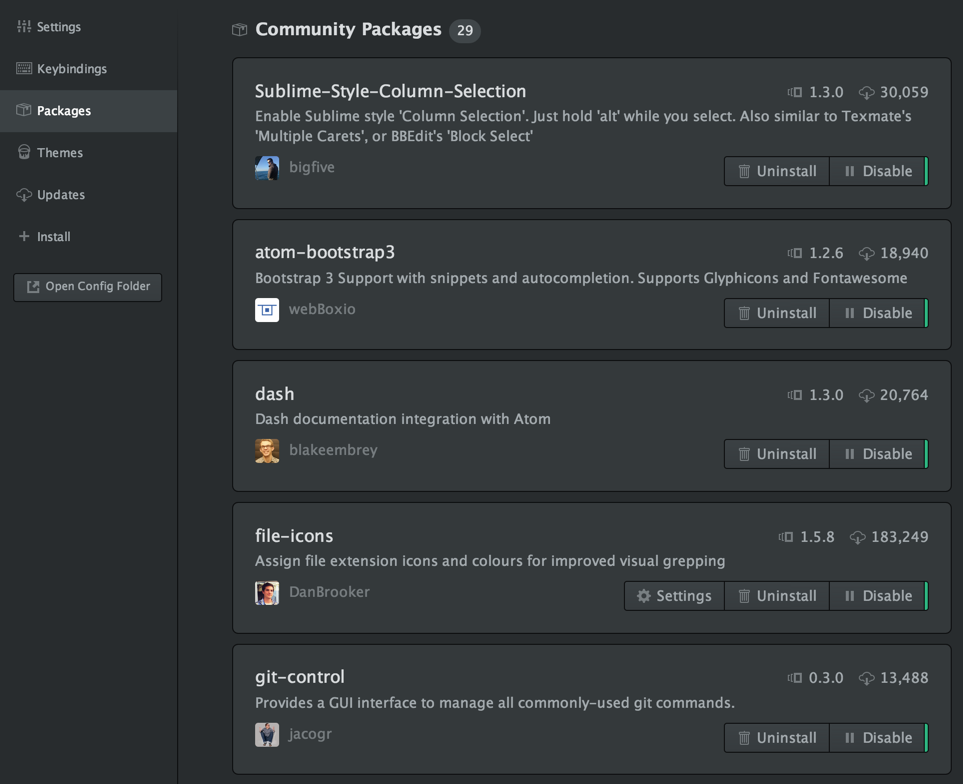 Settings
Keybindings
Packages
Themes
Updates
Install
Open Config Folder
Community Packages 29
Sublime-Style-Column-Selection 1.3.0 30,059
Enable Sublime style 'Column Selection'. Just hold 'alt' while you select. Also similar to Texmate's
'Multiple Carets', or BBEdit's 'Block Select'
bigfive Uninstall Disable
atom-bootstrap3 1.2.6 18,940
Bootstrap 3 Support with snippets and autocompletion. Supports Glyphicons and Fontawesome
webBoxio Uninstall Disable
dash 1.3.0 20,764
Dash documentation integration with Atom
blakeembrey Uninstall Disable
file-icons 1.5.8 183,249
Assign file extension icons and colours for improved visual grepping
DanBrooker Settings Uninstall Disable
git-control 0.3.0 13,488
Provides a GUI interface to manage all commonly-used git commands.
jacogr Uninstall Disable